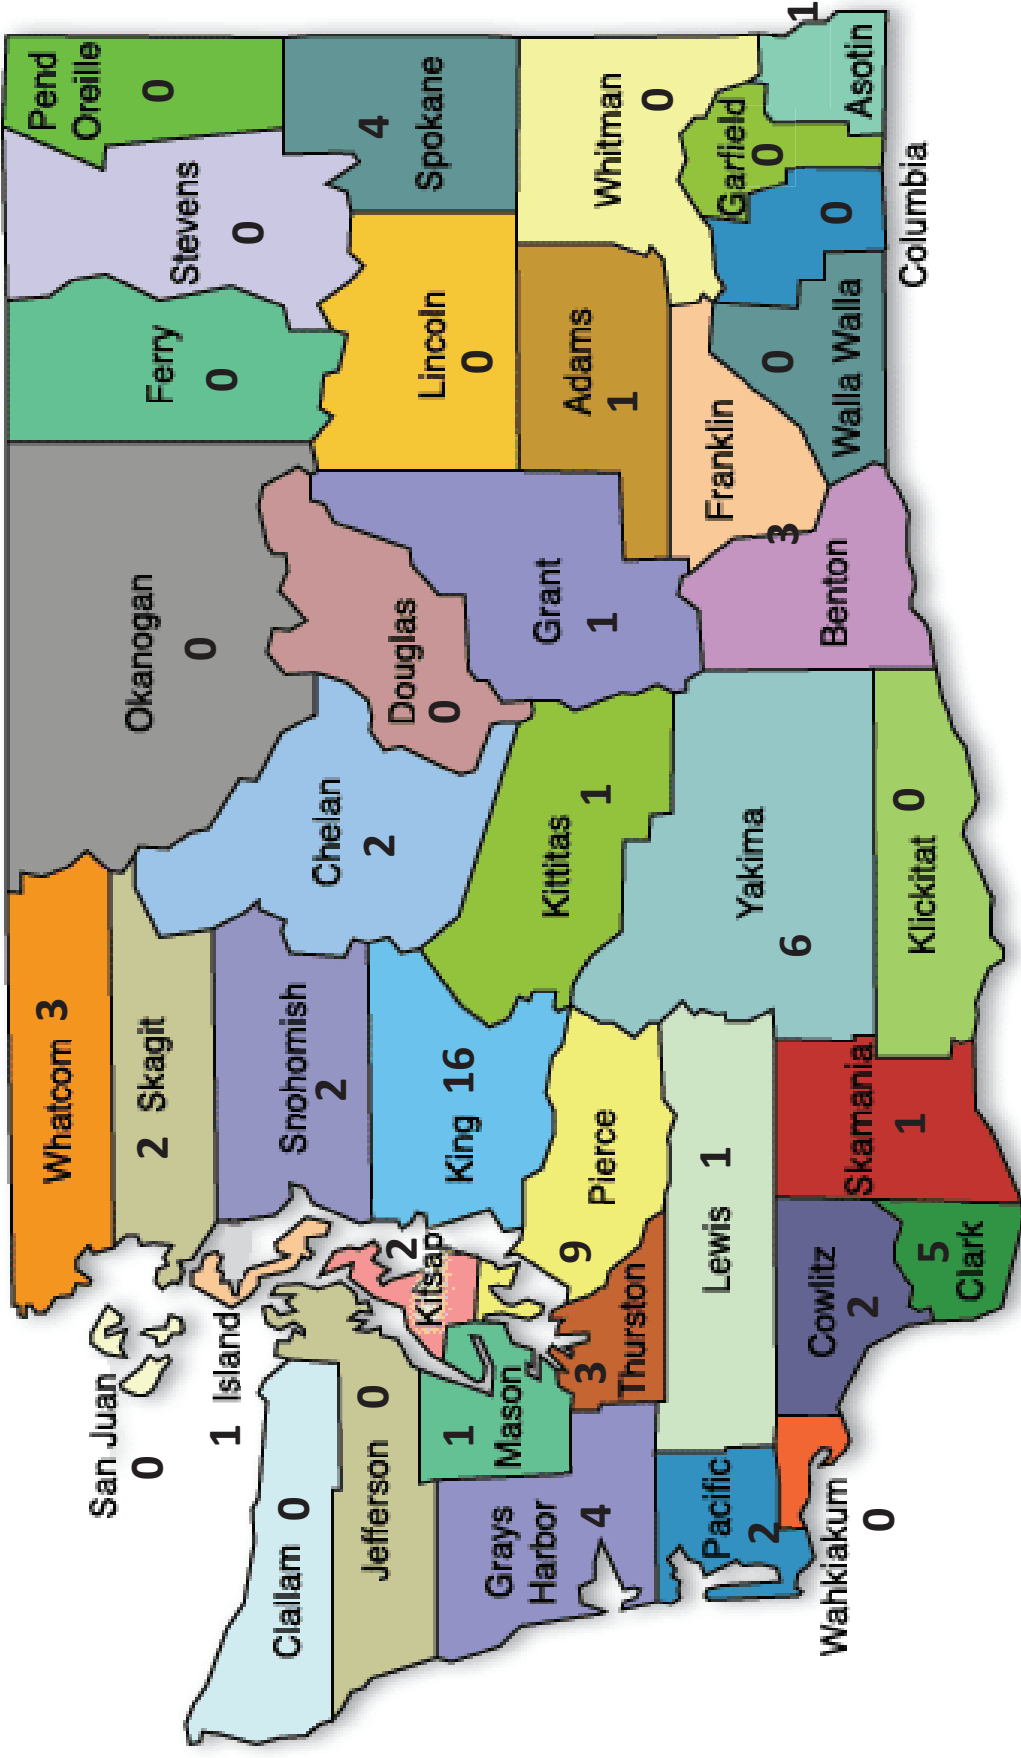 San Juan
0
Whatcom 3
2 Skagit
1 Island
Clallam 0
Jefferson 0
Snohomish
2
Okanogan
0
Ferry
0
Stevens
0
Pend
Oreille
0
Chelan
2
Douglas
0
Lincoln
0
Spokane
4
Kitsap
2
King 16
Mason
1
Grays
Harbor
4
Kittitas
1
Grant
1
Adams
1
Whitman
0
Pierce
9
Thurston
3
Pacific
2
Lewis 1
Yakima
6
Franklin
3
Benton
Walla Walla
0
Columbia
0
Garfield
0
Asotin
1
Wahkiakum
0
Cowlitz
2
Clark
5
Skamania
1
Klickitat 0